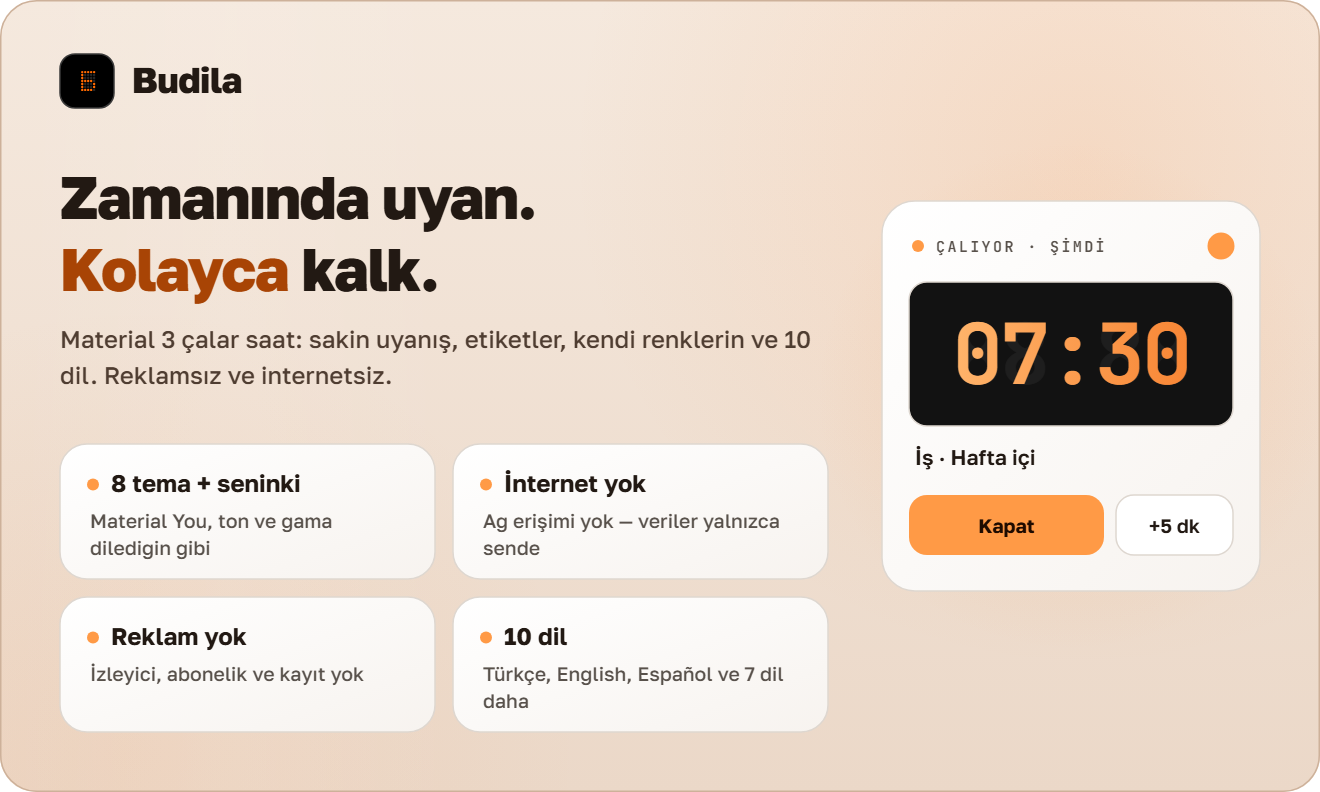 Budila
Zamanında uyan.
Kolayca kalk.
Material 3 çalar saat: sakin uyanış, etiketler, kendi renklerin ve 10
dil. Reklamsız ve internetsiz.
8 tema + seninki
Material You, ton ve gama
diledigin gibi
İnternet yok
Ag erişimi yok — veriler yalnızca
sende
Reklam yok
İzleyici, abonelik ve kayıt yok
10 dil
Türkçe, English, Español ve 7 dil
daha
ÇALIYOR · ŞİMDİ
07:30
İş · Hafta içi
Kapat
+5 dk